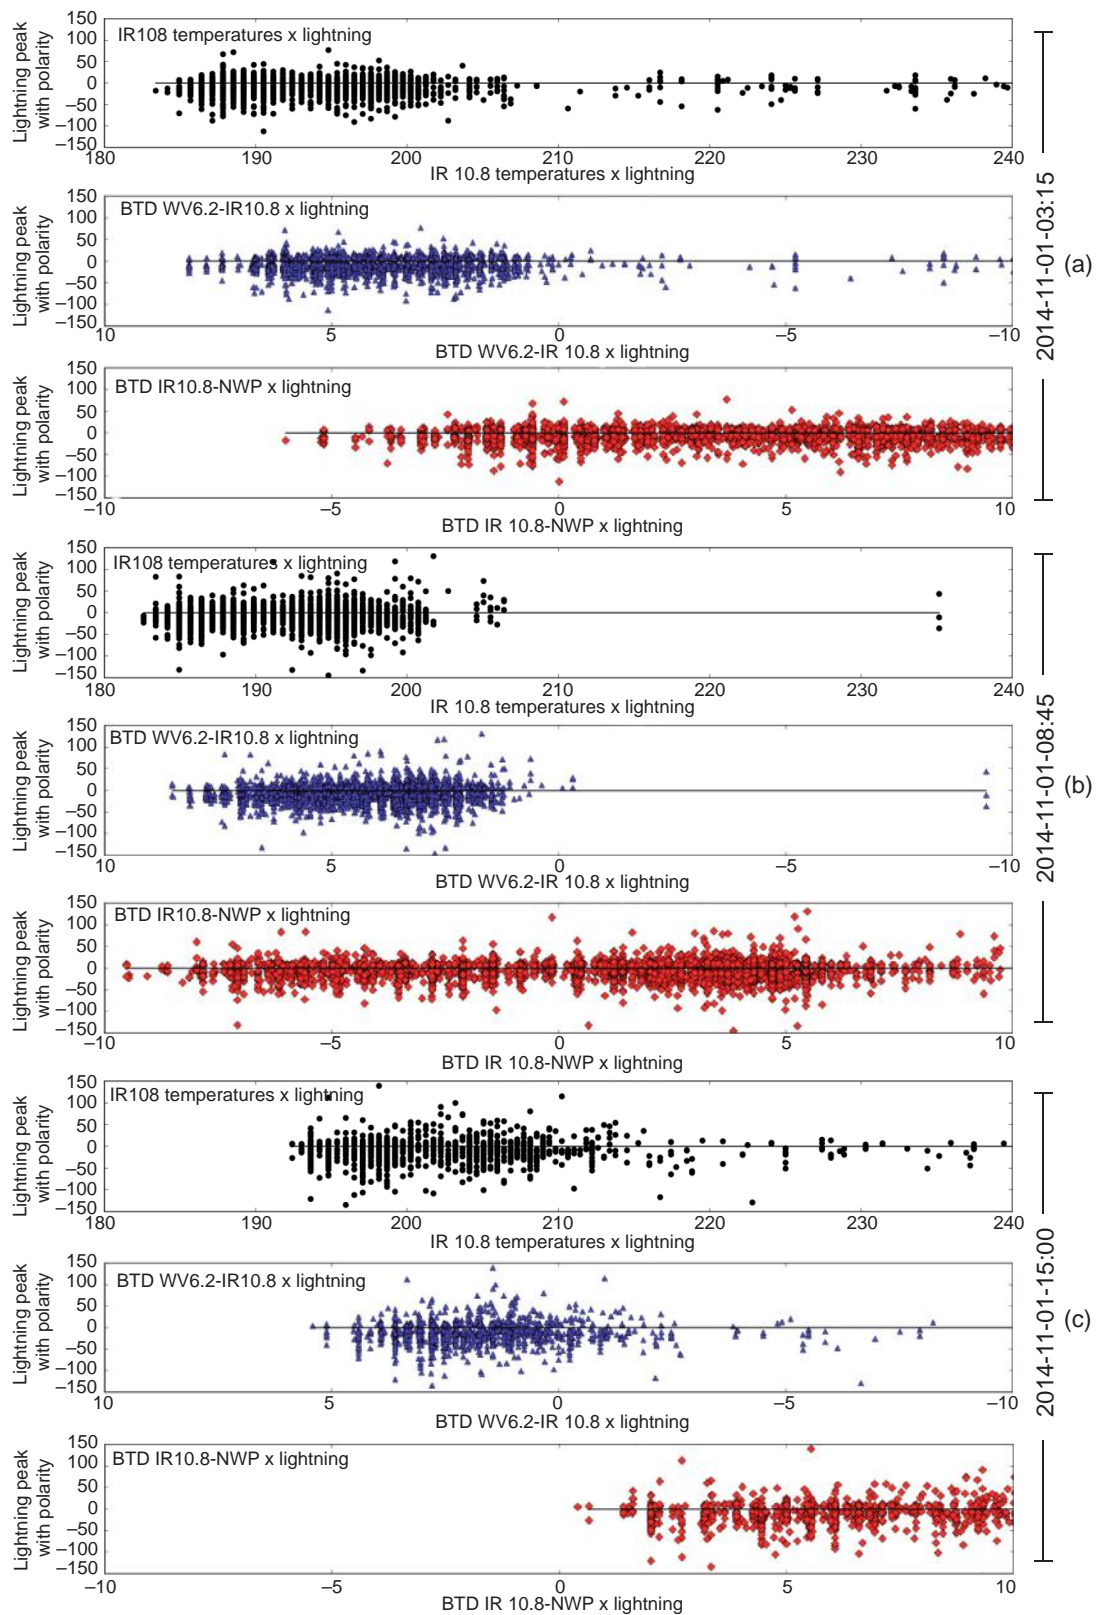 Lightning peak
with polarity
150
100
50
0
−50
−100
−150
IR108 temperatures x lightning
180 190 200 210 220 230 240
IR 10.8 temperatures x lightning
Lightning peak
with polarity
150
100
50
0
−50
−100
−150
BTD WV6.2-IR10.8 x lightning
10 5 0 −5 −10
BTD WV6.2-IR 10.8 x lightning
Lightning peak
with polarity
150
100
50
0
−50
−100
−150
BTD IR10.8-NWP x lightning
−10 −5 0 5 10
BTD IR 10.8-NWP x lightning
2014-11-01-03:15
(a)
Lightning peak
with polarity
150
100
50
0
−50
−100
−150
IR108 temperatures x lightning
180 190 200 210 220 230 240
IR 10.8 temperatures x lightning
Lightning peak
with polarity
150
100
50
0
−50
−100
−150
BTD WV6.2-IR10.8 x lightning
10 5 0 −5 −10
BTD WV6.2-IR 10.8 x lightning
Lightning peak
with polarity
150
100
50
0
−50
−100
−150
BTD IR10.8-NWP x lightning
−10 −5 0 5 10
BTD IR 10.8-NWP x lightning
2014-11-01-08:45
(b)
Lightning peak
with polarity
150
100
50
0
−50
−100
−150
IR108 temperatures x lightning
180 190 200 210 220 230 240
IR 10.8 temperatures x lightning
Lightning peak
with polarity
150
100
50
0
−50
−100
−150
BTD WV6.2-IR10.8 x lightning
10 5 0 −5 −10
BTD WV6.2-IR 10.8 x lightning
Lightning peak
with polarity
150
100
50
0
−50
−100
−150
BTD IR10.8-NWP x lightning
−10 −5 0 5 10
BTD IR 10.8-NWP x lightning
2014-11-01-15:00
(c)